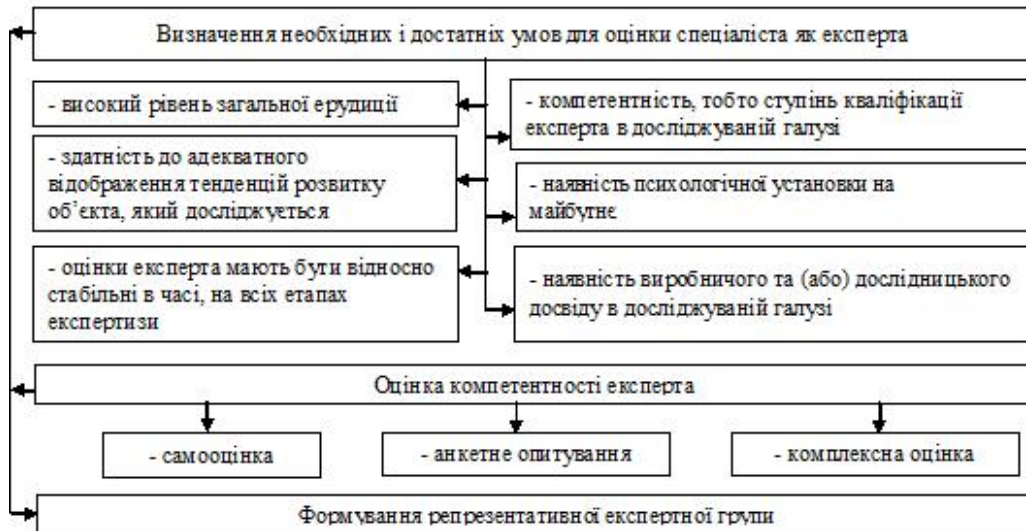 Визначення необхідних і достатніх умов для оцінки спеціаліста як експерта
- високий рівень загальної ерудиції
- компетентність, тобто ступінь кваліфікації
експерта в досліджуваній галузі
- здатність до адекватного
відображення тенденцій розвитку
об’єкта, який досліджується
- наявність психологічної установки на
майбутнє
- оцінки експерта мають бути відносно
стабільні в часі, на всіх етапах
експертизи
- наявність виробничого та (або) дослідницького
досвіду в досліджуваній галузі
Оцінка компетентності експерта
- самооцінка
- анкетне опитування
- комплексна оцінка
Формування репрезентативної експертної групи